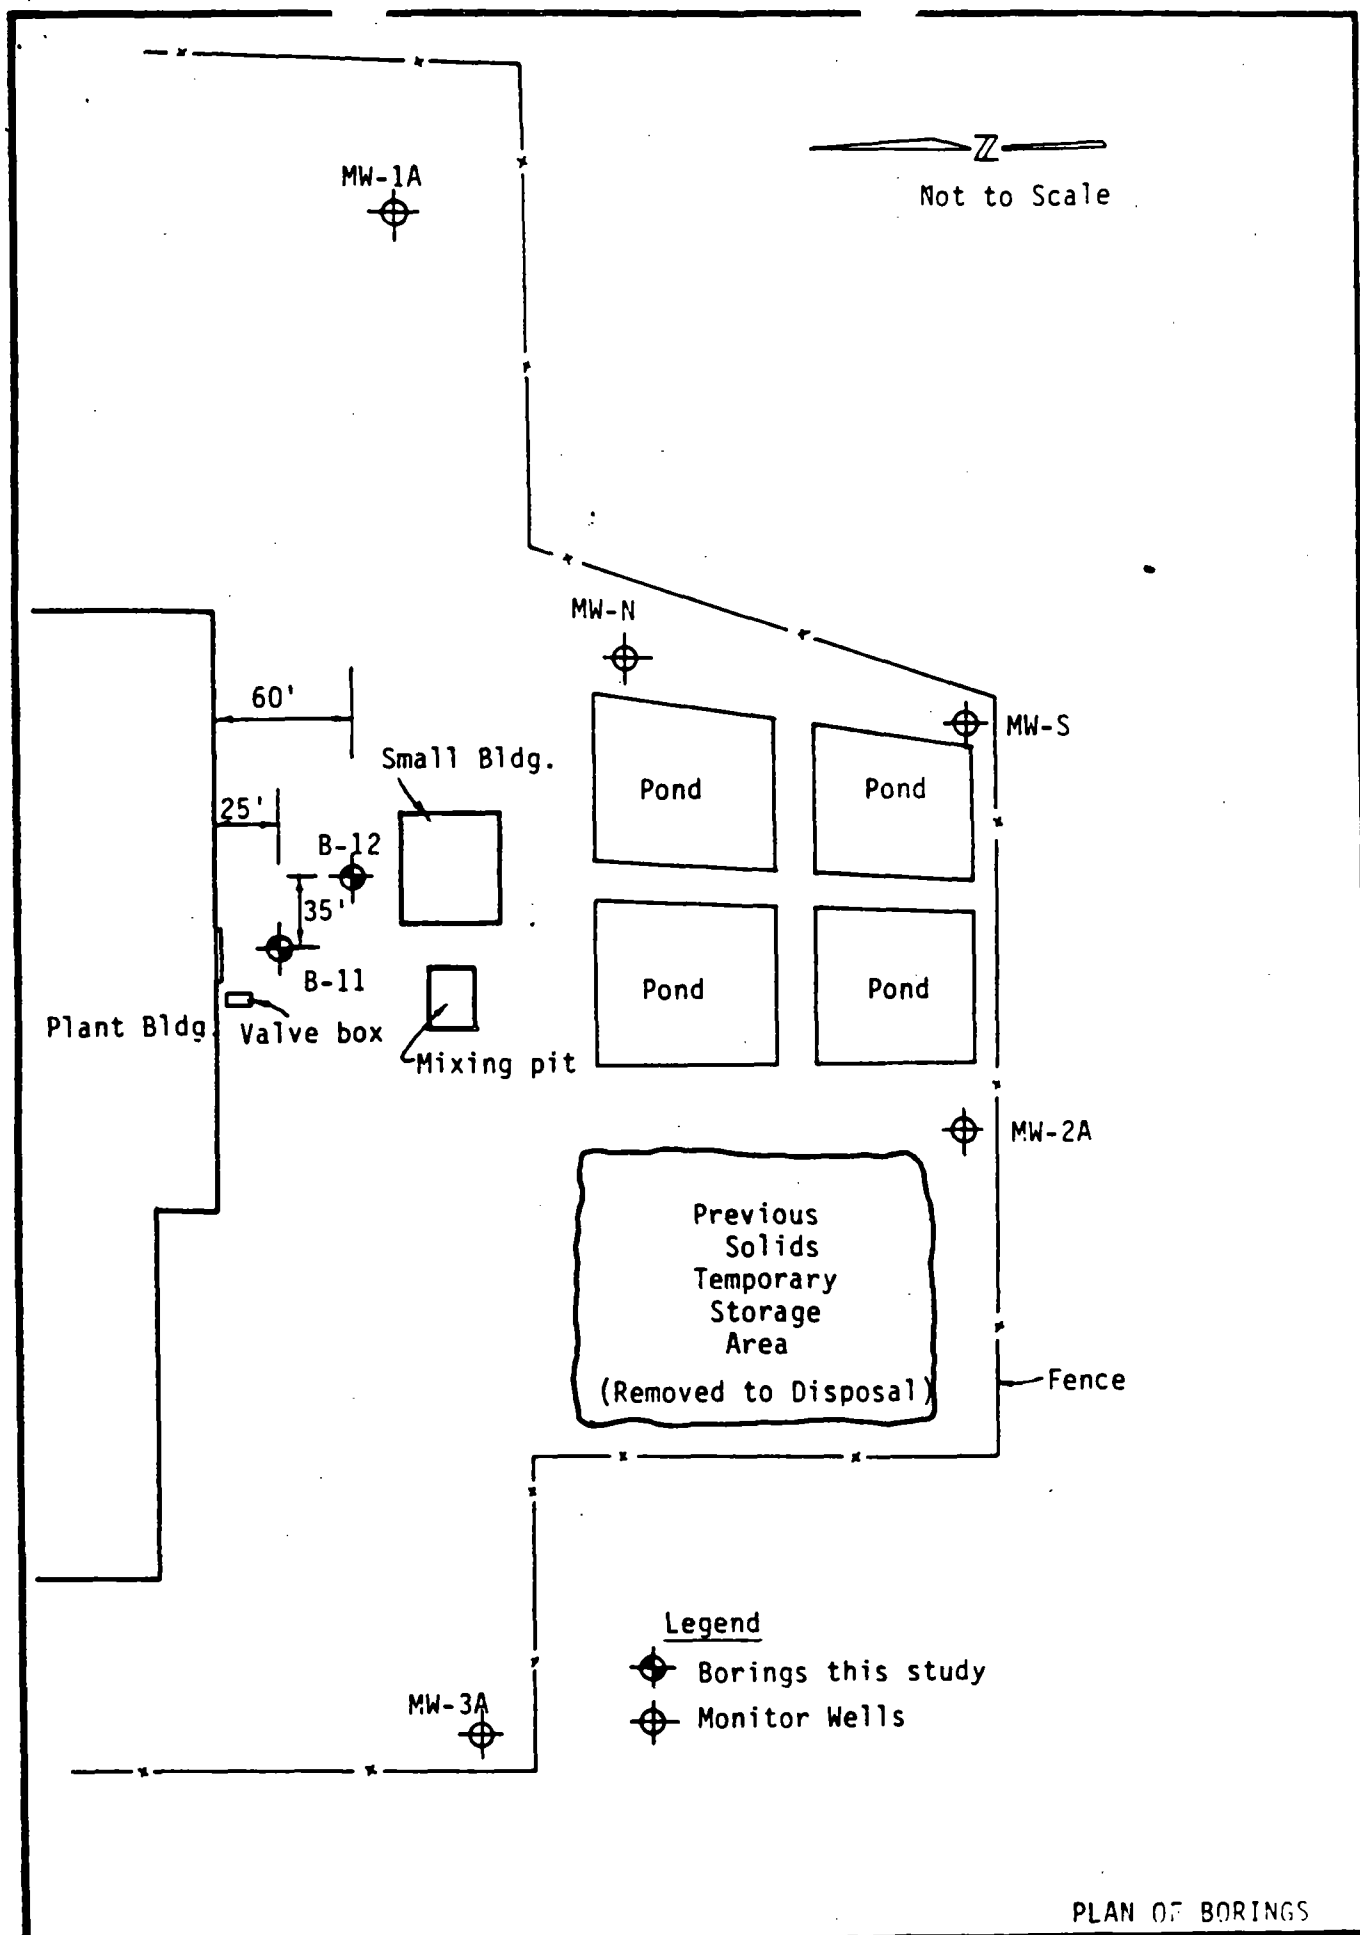 MW-1A
N
Not to Scale
MW-N
60'
MW-S
Small Bldg.
Pond
Pond
25'
B-12
35'
B-11
Pond
Pond
Plant Bldg.
Valve box
Mixing pit
MW-2A
Previous
Solids
Temporary
Storage
Area
(Removed to Disposal)
Fence
Legend
Borings this study
Monitor Wells
MW-3A
PLAN OF BORINGS